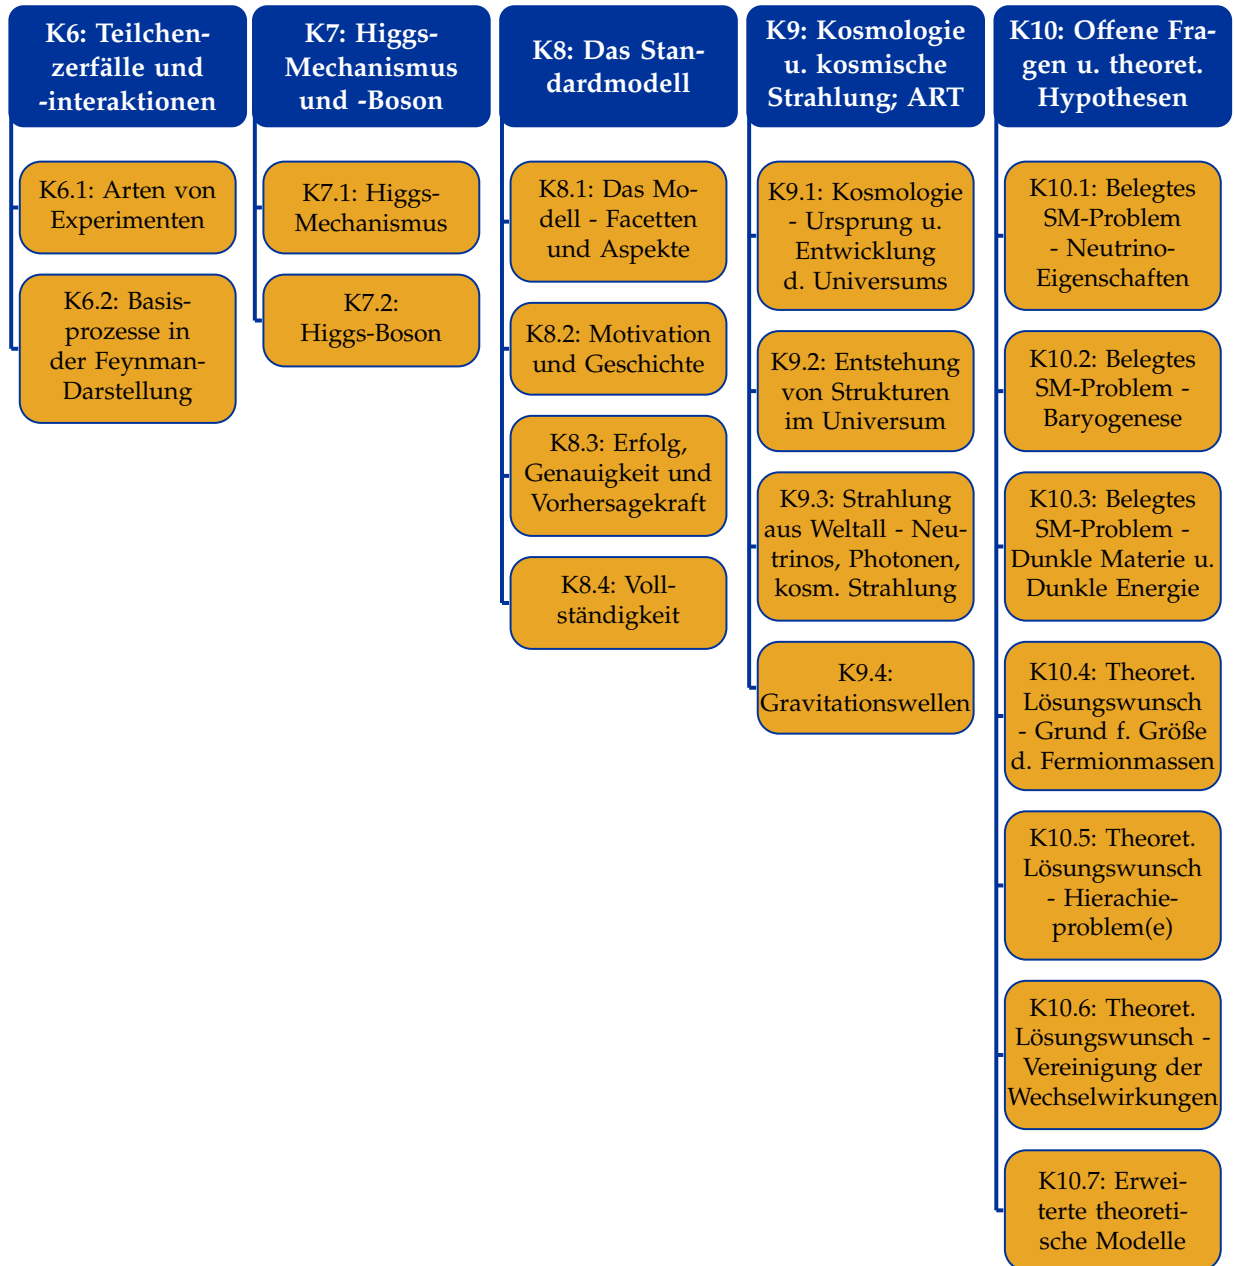 K6: Teilchen-
zerfälle und
-interaktionen
K6.1: Arten von
Experimenten
K6.2: Basis-
prozesse in
der Feynman-
Darstellung
K7: Higgs-
Mechanismus
und -Boson
K7.1: Higgs-
Mechanismus
K7.2:
Higgs-Boson
K8: Das Stan-
dardmodell
K8.1: Das Mo-
dell - Facetten
und Aspekte
K8.2: Motivation
und Geschichte
K8.3: Erfolg,
Genauigkeit und
Vorhersagekraft
K8.4: Voll-
ständigkeit
K9: Kosmologie
u. kosmische
Strahlung; ART
K9.1: Kosmologie
- Ursprung u.
Entwicklung
d. Universums
K9.2: Entstehung
von Strukturen
im Universum
K9.3: Strahlung
aus Weltall - Neu-
trinos, Photonen,
kosm. Strahlung
K9.4:
Gravitationswellen
K10: Offene Fra-
gen u. theoret.
Hypothesen
K10.1: Belegtes
SM-Problem
- Neutrino-
Eigenschaften
K10.2: Belegtes
SM-Problem -
Baryogenese
K10.3: Belegtes
SM-Problem -
Dunkle Materie u.
Dunkle Energie
K10.4: Theoret.
Lösungswunsch
- Grund f. Größe
d. Fermionmassen
K10.5: Theoret.
Lösungswunsch
- Hierachie-
problem(e)
K10.6: Theoret.
Lösungswunsch -
Vereinigung der
Wechselwirkungen
K10.7: Erwei-
terte theoreti-
sche Modelle